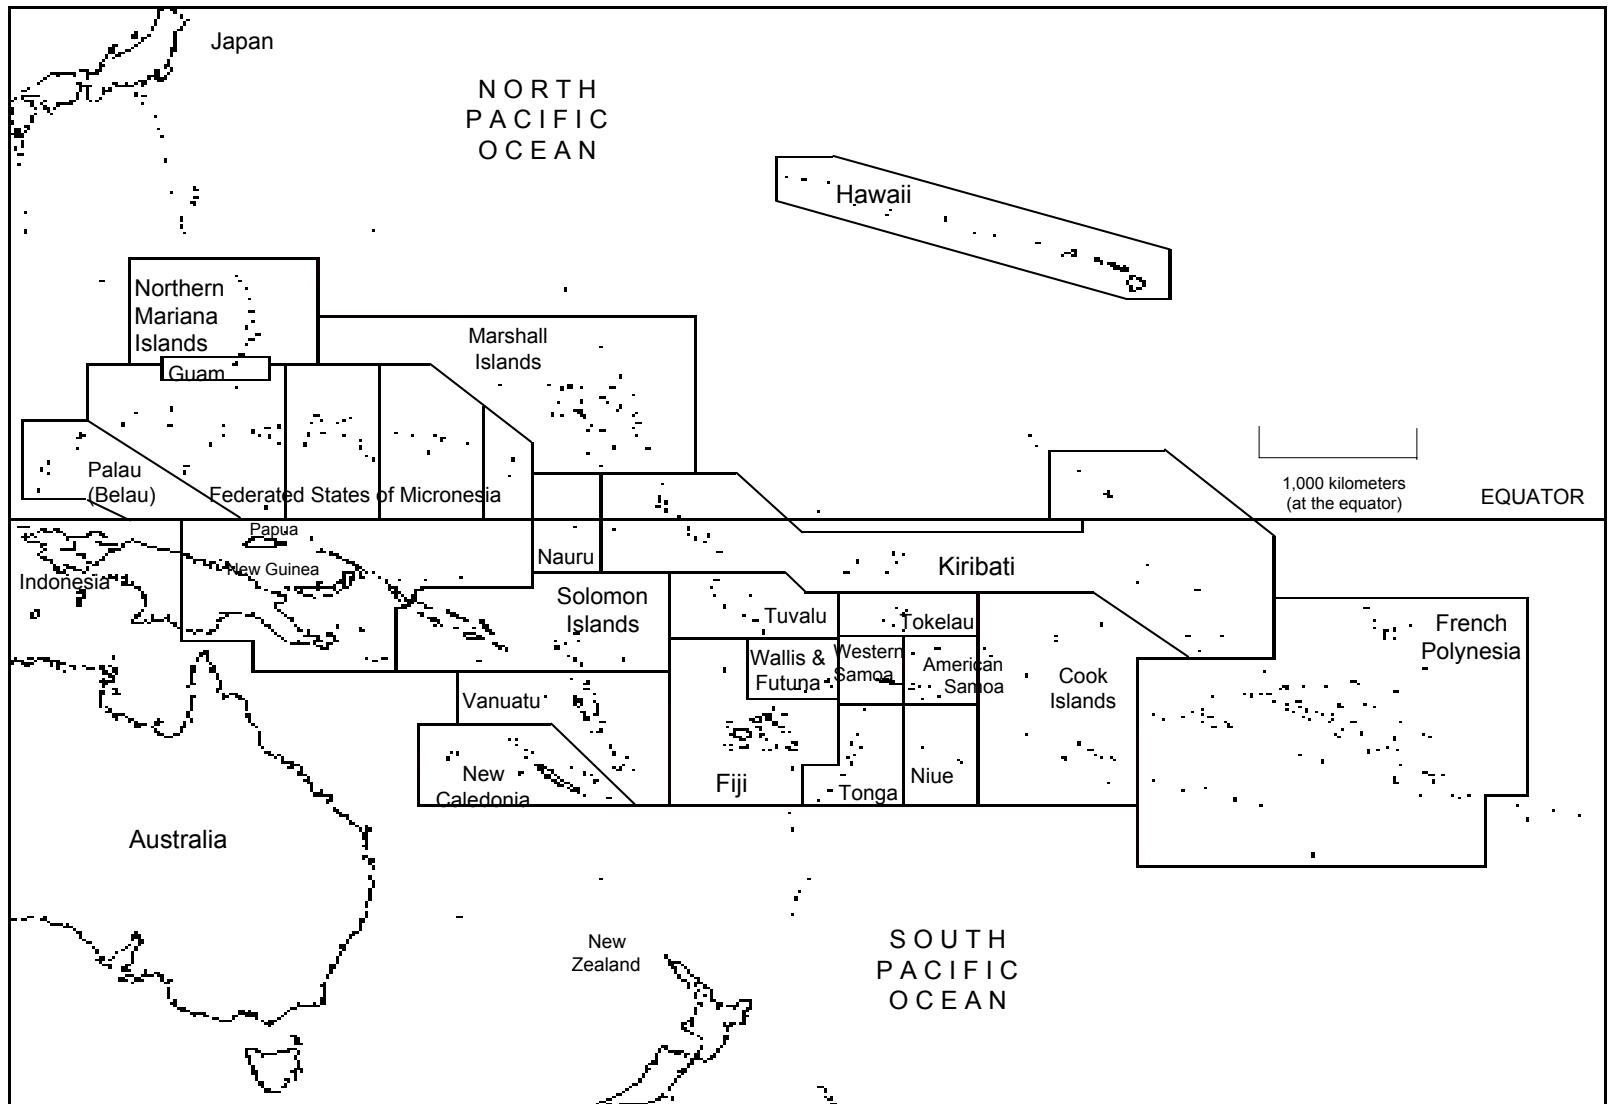 Japan
NORTH
PACIFIC
OCEAN
Hawaii
Northern
Mariana
Islands
Guam
Marshall
Islands
Palau
(Belau)
Federated States of Micronesia
1,000 kilometers
(at the equator)
EQUATOR
Papua
New Guinea
Indonesia
Nauru
Kiribati
Solomon
Islands
Tuvalu
Tokelau
French
Polynesia
Wallis &
Futuna
Western
Samoa
American
Samoa
Cook
Islands
Vanuatu
New
Caledonia
Fiji
Tonga
Niue
Australia
New
Zealand
SOUTH
PACIFIC
OCEAN